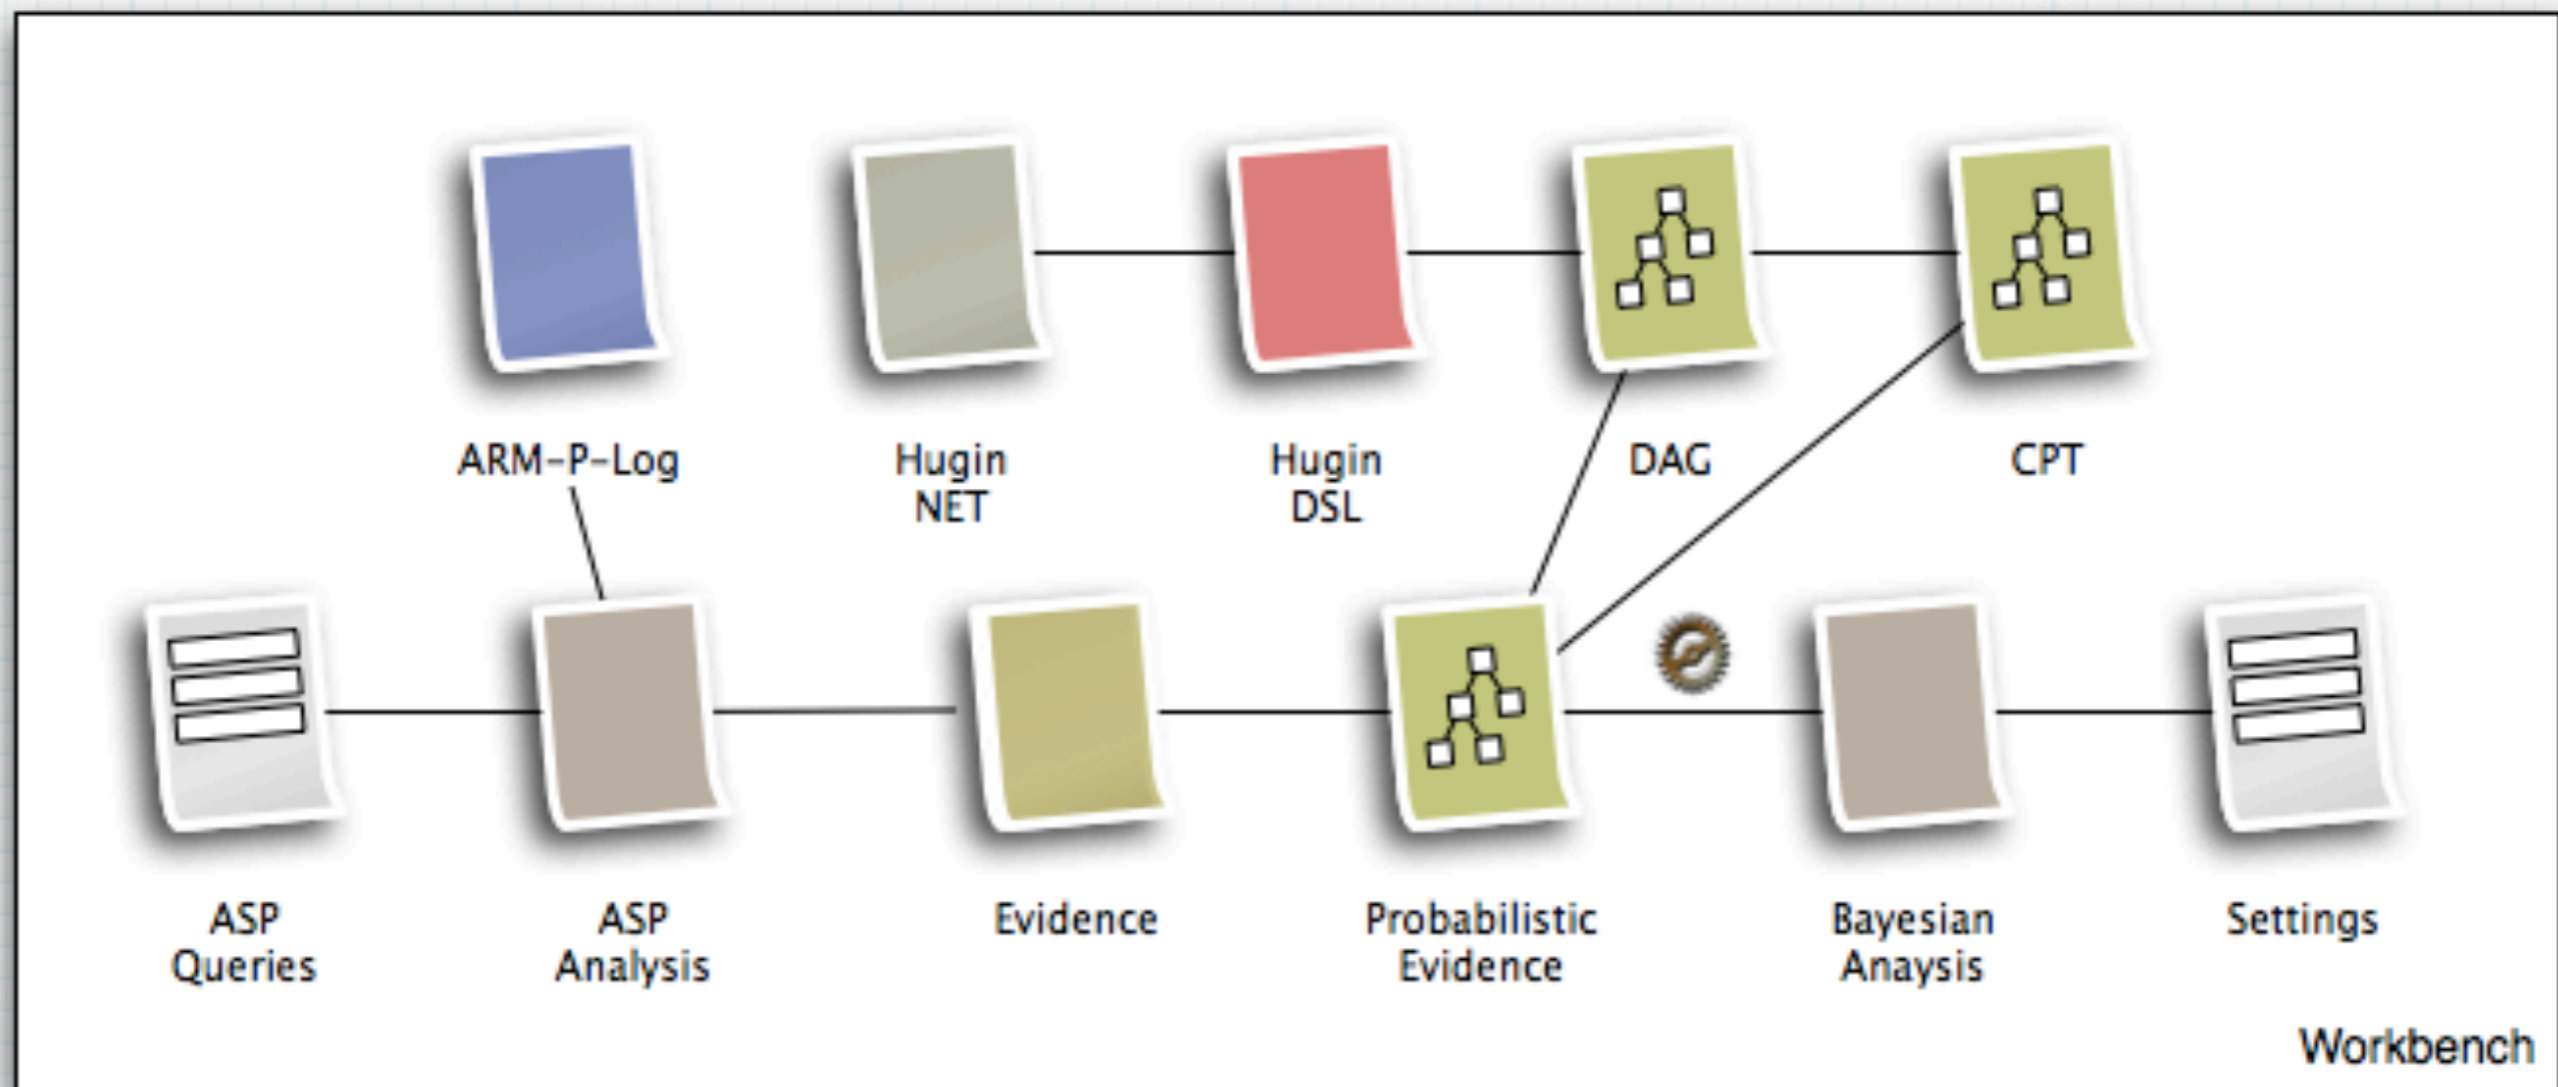 ARM-P-Log
Hugin
NET
Hugin
DSL
DAG
CPT
ASP
Queries
ASP
Analysis
Evidence
Probabilistic
Evidence
Bayesian
Anaysis
Settings
Workbench